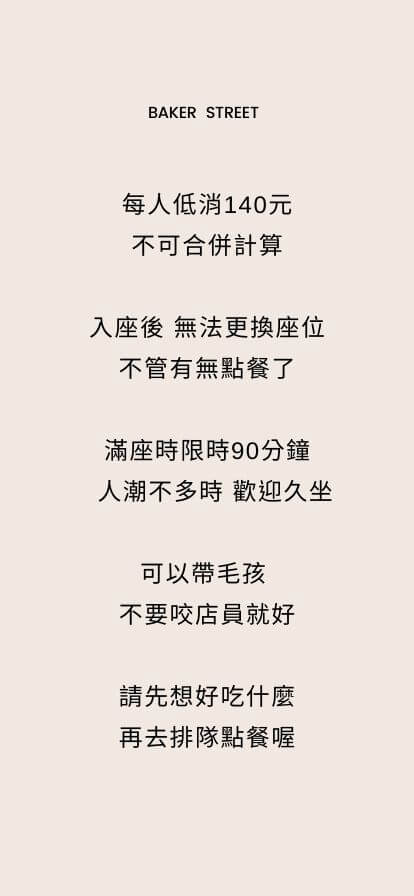 BAKER STREET
每人低消140元
不可合併計算
入座後 無法更換座位
不管有無點餐了
滿座時限時90分鐘
人潮不多時 歡迎久坐
可以帶毛孩
不要咬店員就好
請先想好吃什麼
再去排隊點餐喔